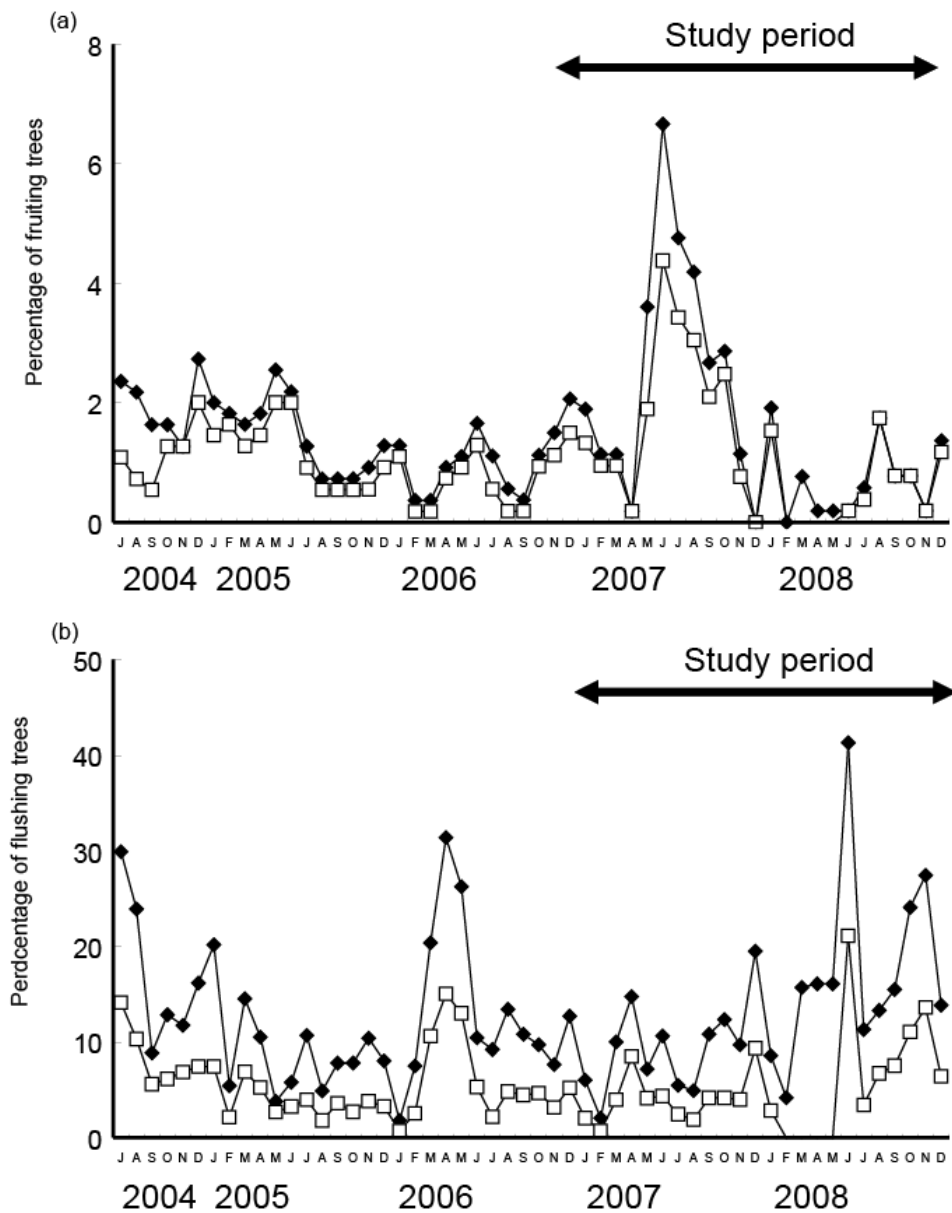 (a)
Study period
Percentage of fruiting trees
8
6
4
2
0
J A S O N D J F M A M J J A S O N D J F M A M J J A S O N D J F M A M J J A S O N D J F M A M J J A S O N D
2004 2005 2006 2007 2008
(b)
Study period
Perdcentage of flushing trees
50
40
30
20
10
0
J A S O N D J F M A M J J A S O N D J F M A M J J A S O N D J F M A M J J A S O N D J F M A M J J A S O N D
2004 2005 2006 2007 2008